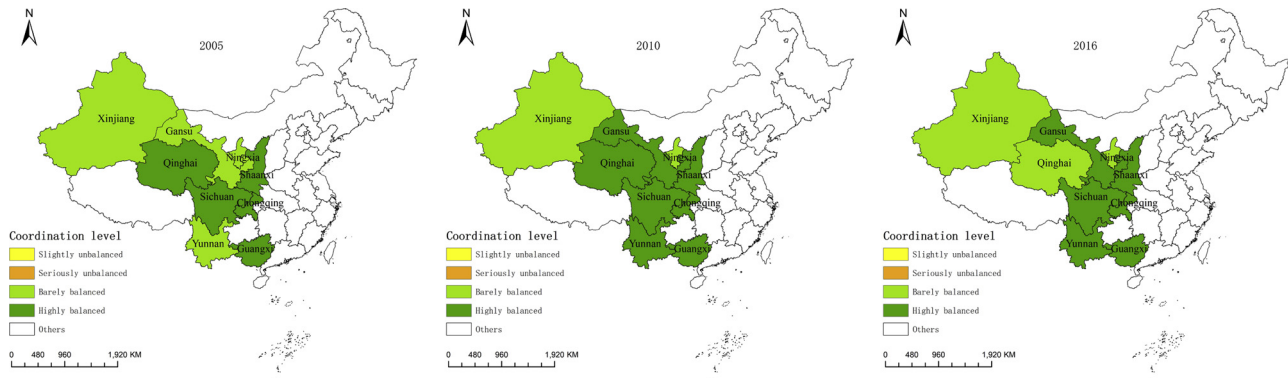 N
2005
Xinjiang
Gansu
Qinghai
Ningxia
Shaanxi
Sichuan
Chongqing
Yunnan
Guangxi
Coordination level
Slightly unbalanced
Seriously unbalanced
Barely balanced
Highly balanced
Others
0 480 960 1,920 KM
N
2010
Xinjiang
Gansu
Qinghai
Ningxia
Shaanxi
Sichuan
Chongqing
Yunnan
Guangxi
Coordination level
Slightly unbalanced
Seriously unbalanced
Barely balanced
Highly balanced
Others
0 480 960 1,920 KM
N
2016
Xinjiang
Gansu
Qinghai
Ningxia
Shaanxi
Sichuan
Chongqing
Yunnan
Guangxi
Coordination level
Slightly unbalanced
Seriously unbalanced
Barely balanced
Highly balanced
Others
0 480 960 1,920 KM